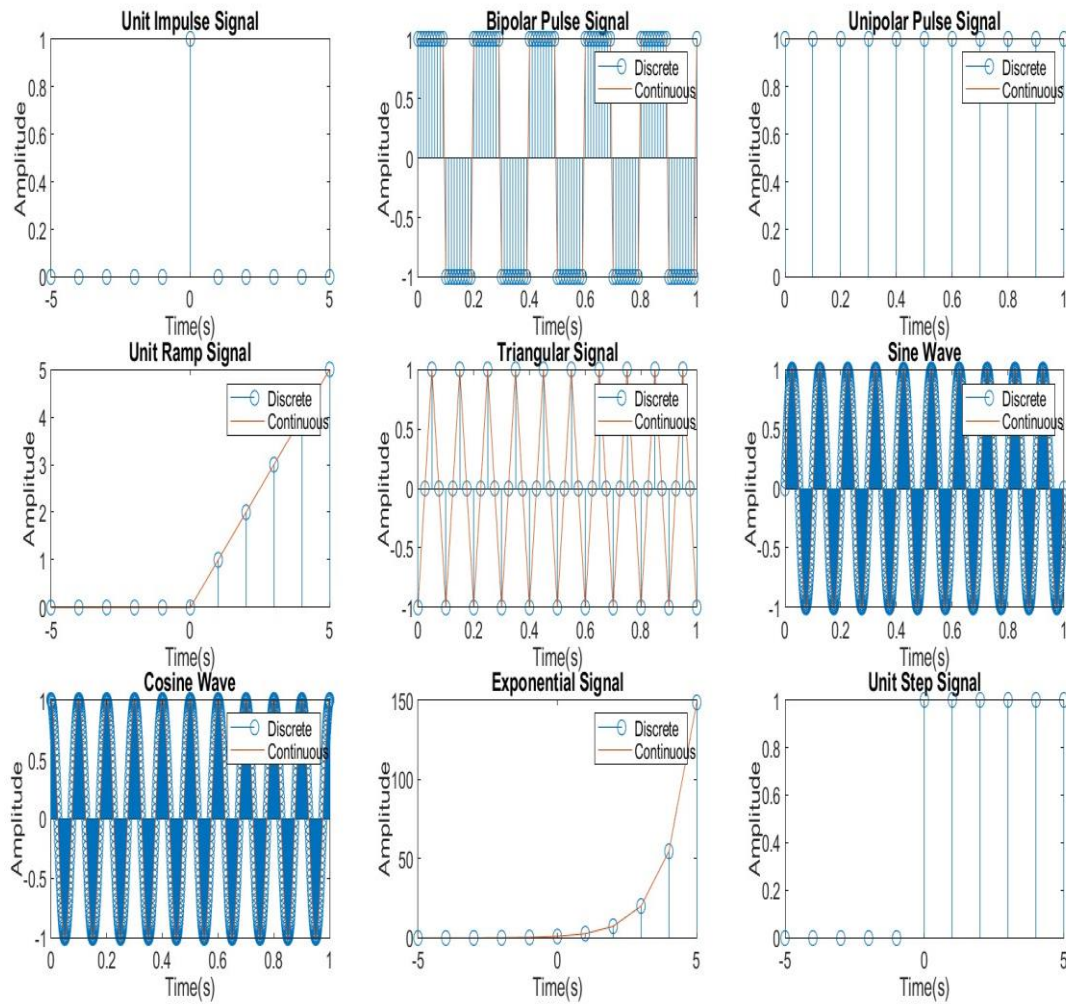 Unit Impulse Signal
Amplitude
1
0.8
0.6
0.4
0.2
0
-5
0
5
Time(s)
Bipolar Pulse Signal
Amplitude
1
0.5
0
-0.5
-1
0
0.2
0.4
0.6
0.8
1
Time(s)
Discrete
Continuous
Unipolar Pulse Signal
Amplitude
1
0.8
0.6
0.4
0.2
0
0
0.2
0.4
0.6
0.8
1
Time(s)
Discrete
Continuous
Unit Ramp Signal
Amplitude
5
4
3
2
1
0
-5
0
5
Time(s)
Discrete
Continuous
Triangular Signal
Amplitude
1
0.5
0
-0.5
-1
0
0.2
0.4
0.6
0.8
1
Time(s)
Discrete
Continuous
Sine Wave
Amplitude
1
0.5
0
-0.5
-1
0
0.2
0.4
0.6
0.8
1
Time(s)
Discrete
Continuous
Cosine Wave
Amplitude
1
0.5
0
-0.5
-1
0
0.2
0.4
0.6
0.8
1
Time(s)
Discrete
Continuous
Exponential Signal
Amplitude
150
100
50
0
-5
0
5
Time(s)
Discrete
Continuous
Unit Step Signal
Amplitude
1
0.8
0.6
0.4
0.2
0
-5
0
5
Time(s)